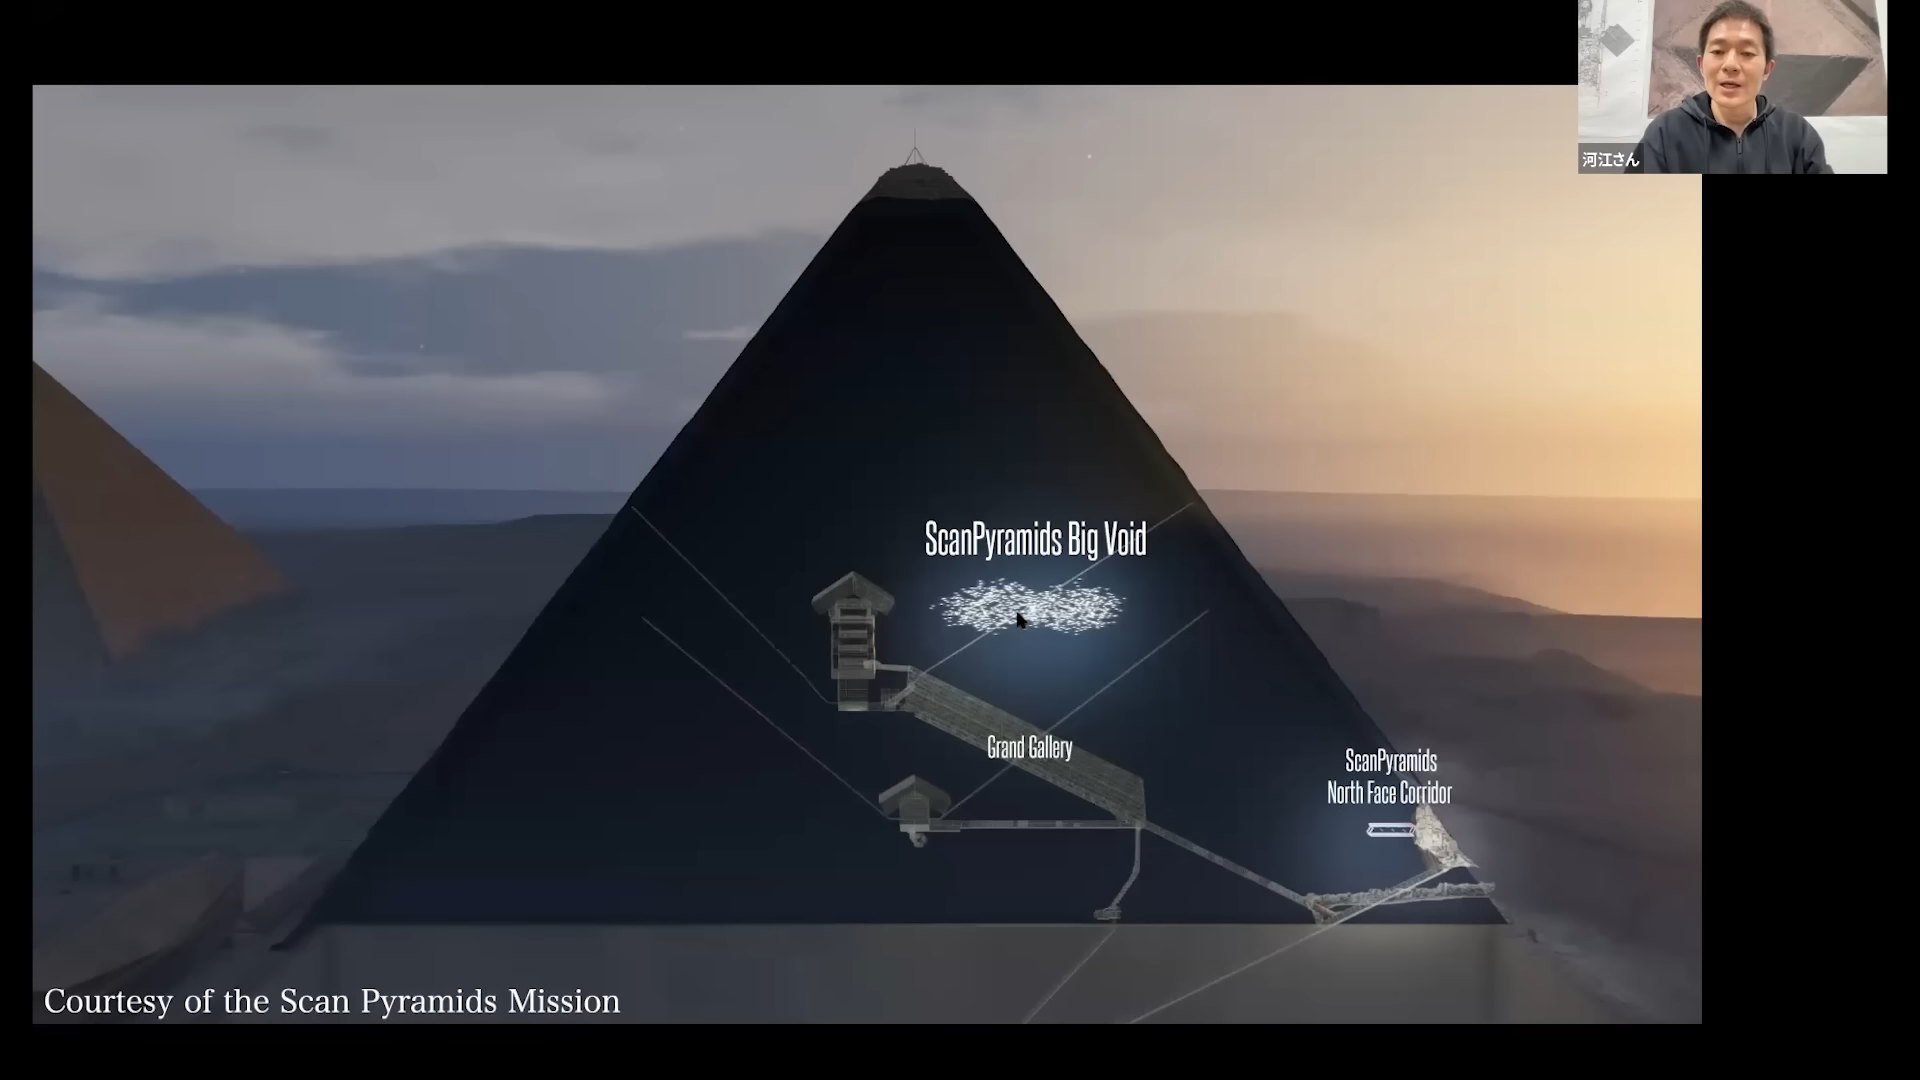 河江さん
ScanPyramids Big Void
Grand Gallery
ScanPyramids
North Face Corridor
Courtesy of the Scan Pyramids Mission